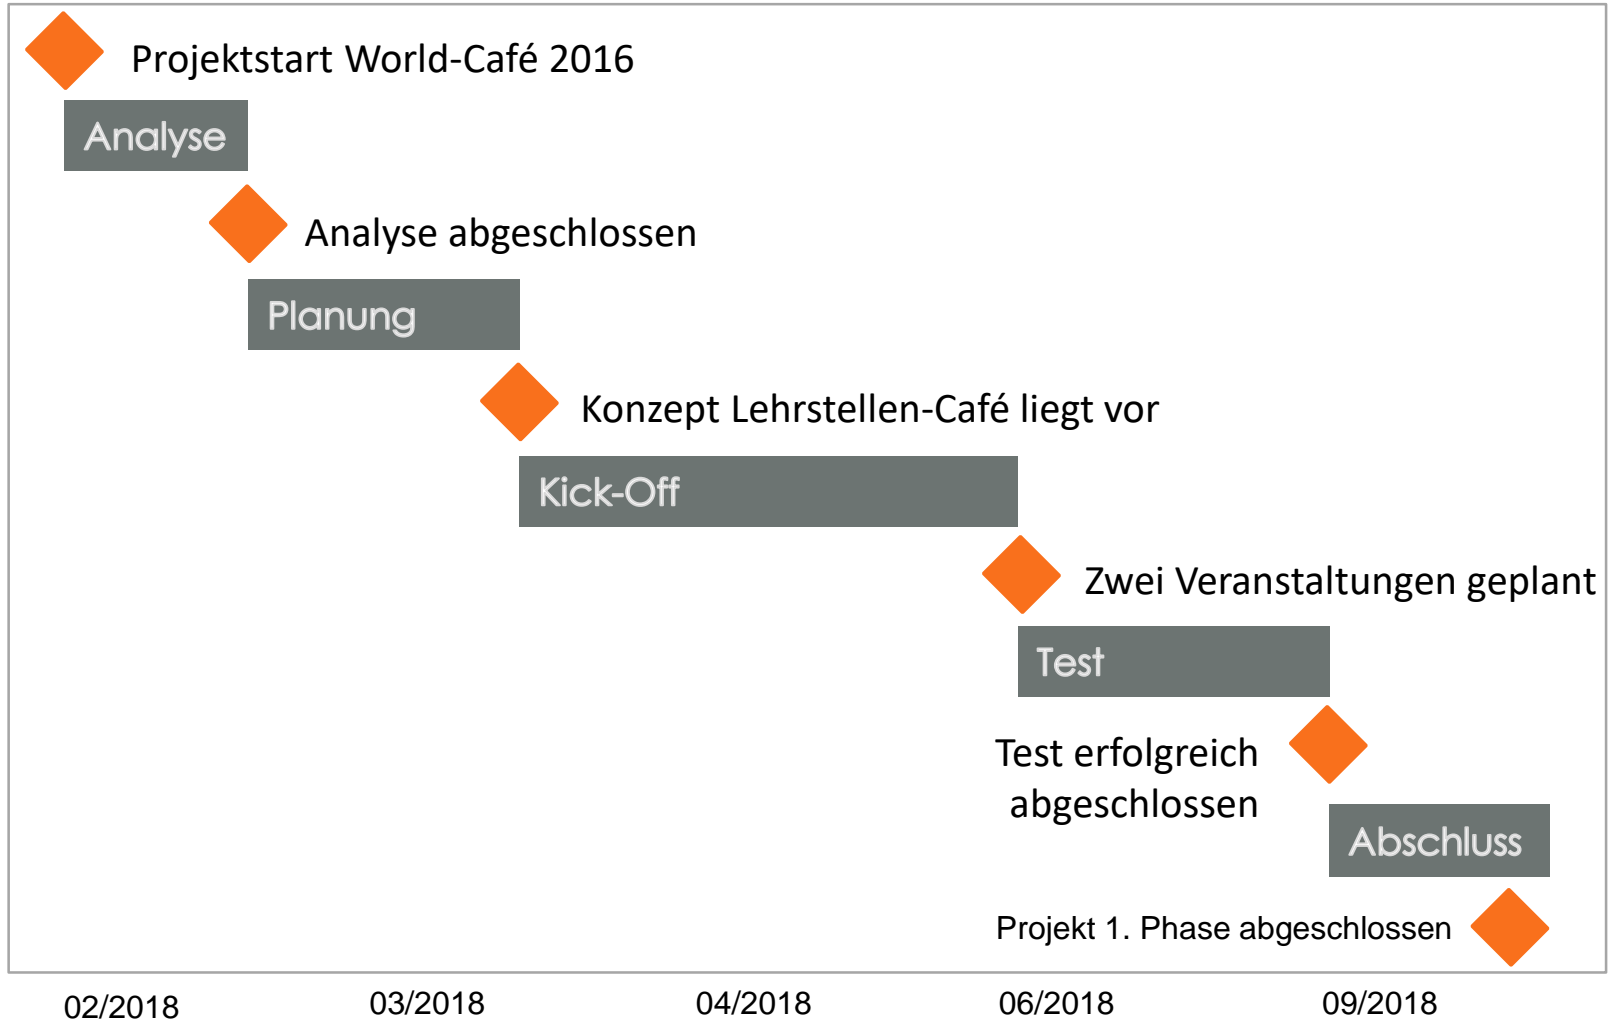 Projektstart World-Café 2016
Analyse
Analyse abgeschlossen
Planung
Konzept Lehrstellen-Café liegt vor
Kick-Off
Zwei Veranstaltungen geplant
Test
Test erfolgreich
abgeschlossen
Abschluss
Projekt 1. Phase abgeschlossen
02/2018 03/2018 04/2018 06/2018 09/2018